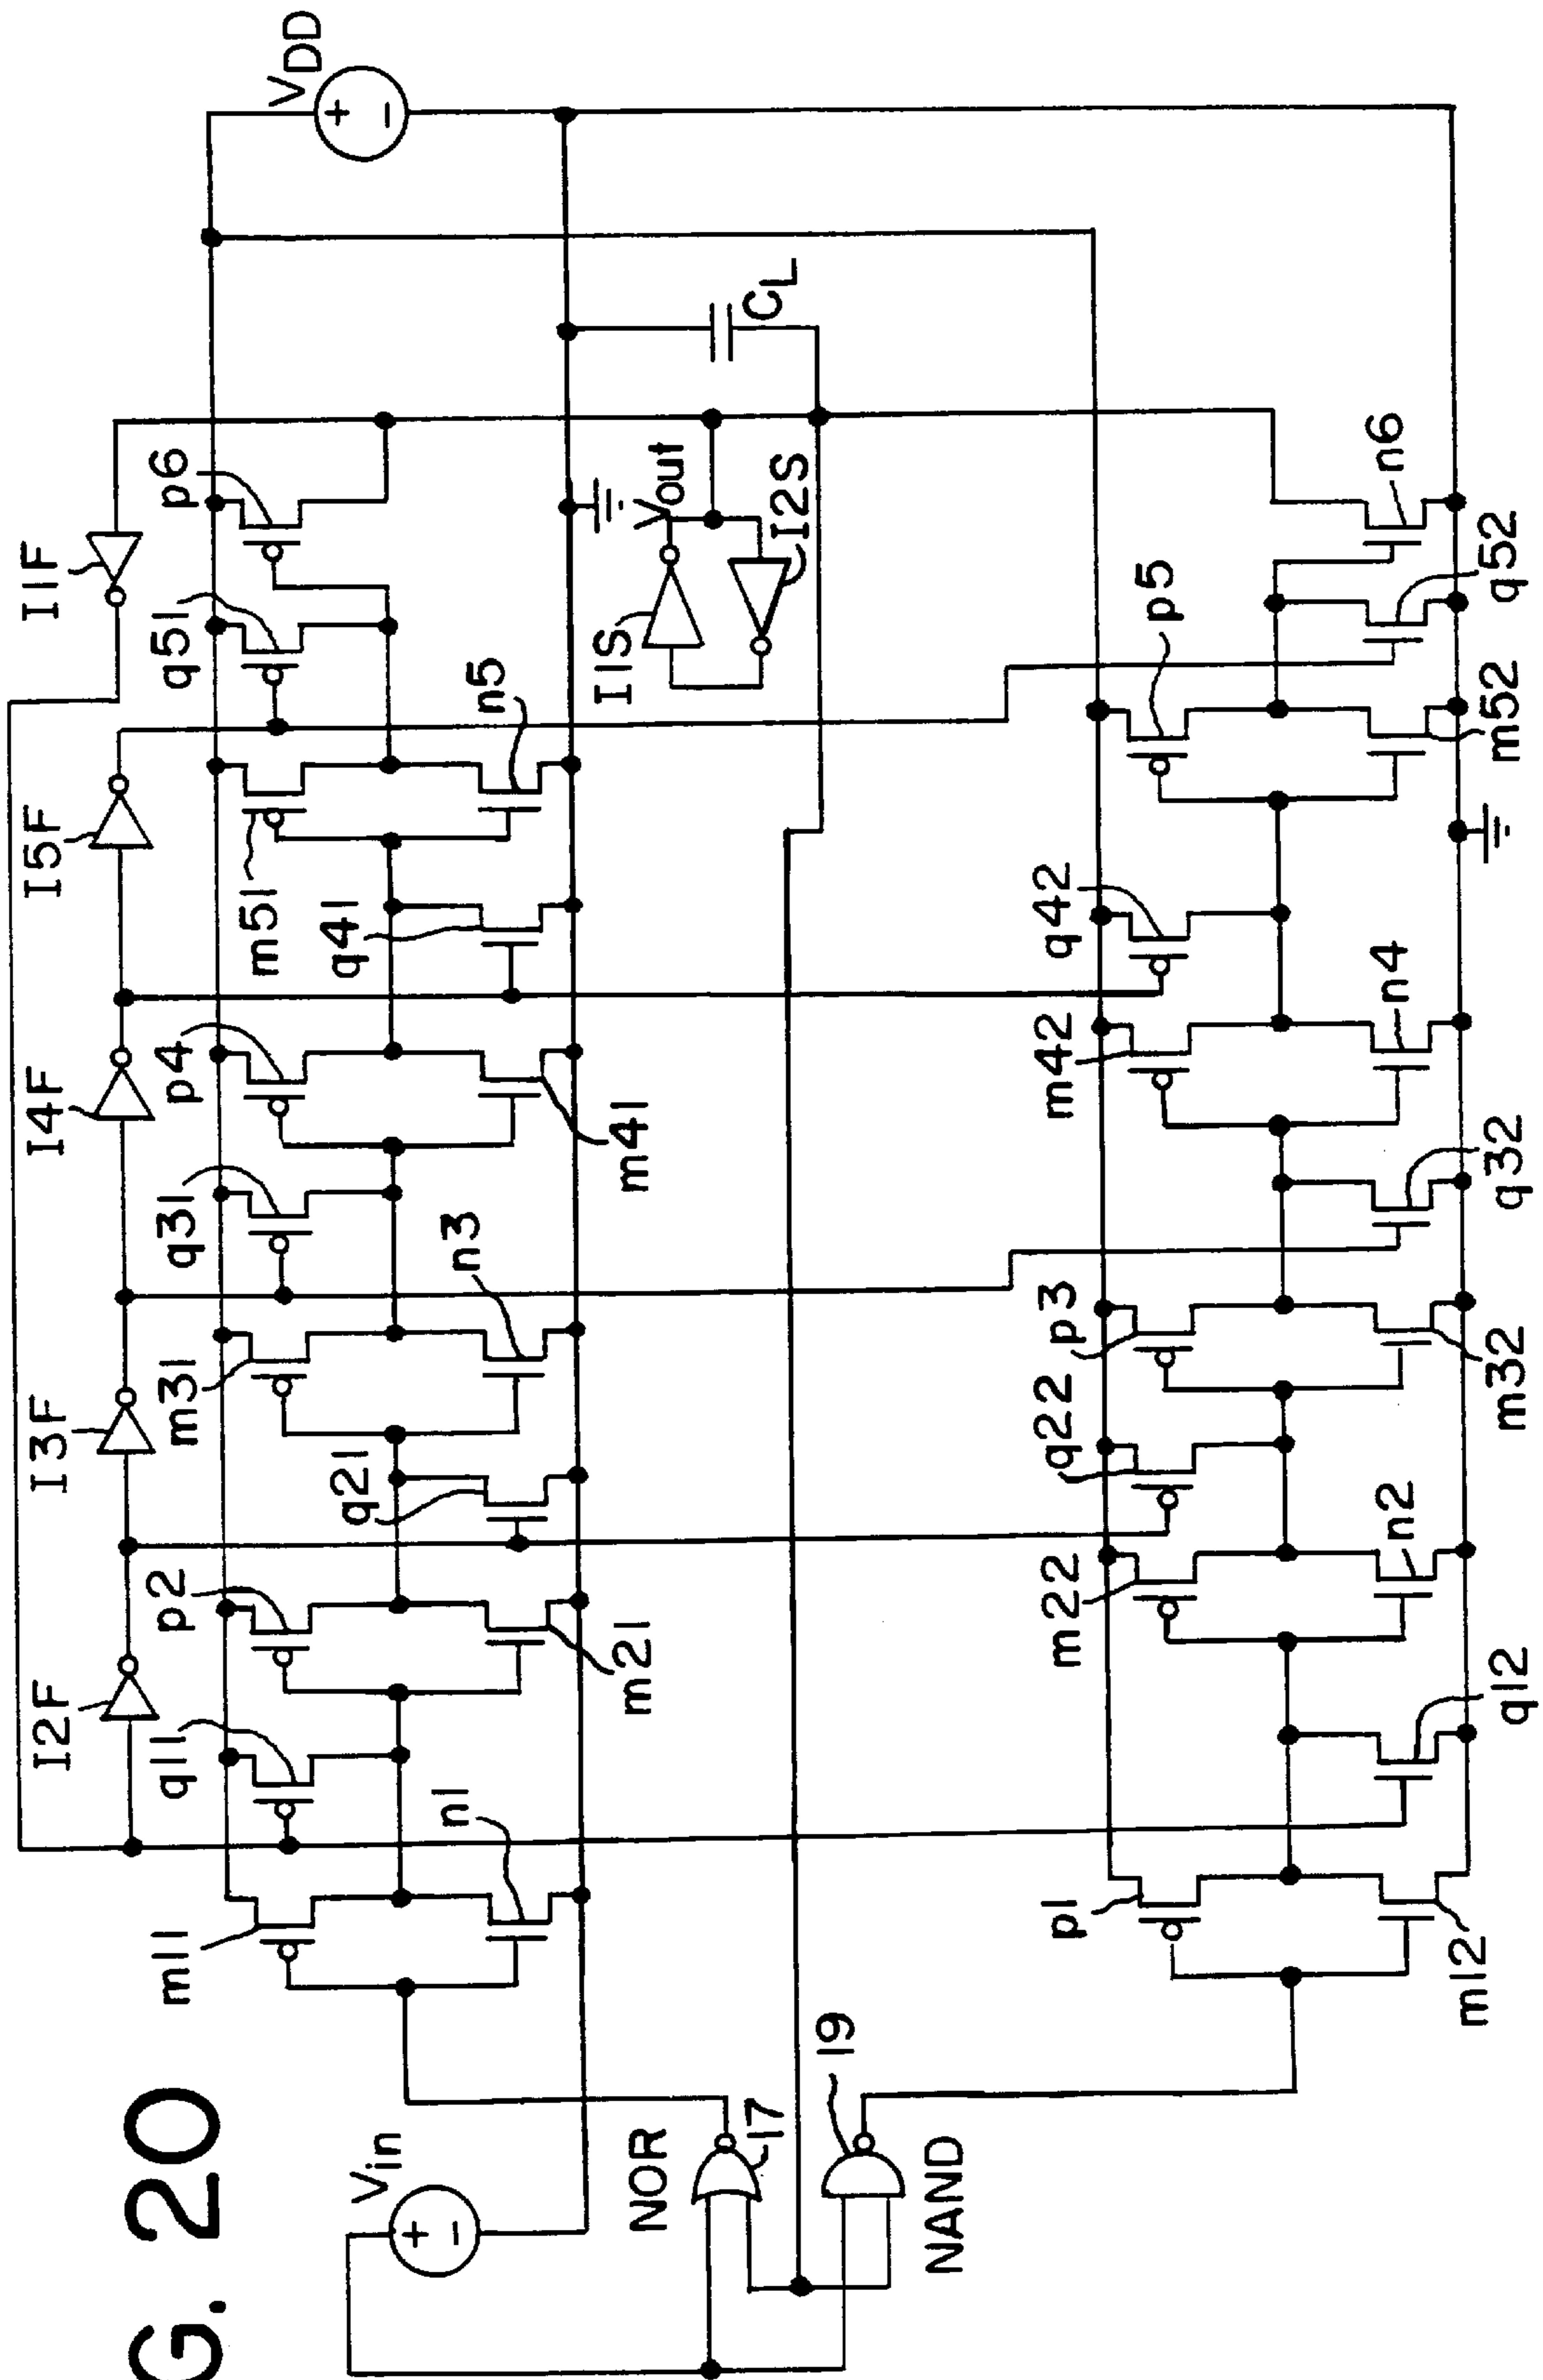 G. 20
Vin
+
−
NOR
17
19
NAND
I2F
I3F
I4F
I5F
I1F
m11
q11
n1
p2
m21
q21
m31
q31
n3
p4
m41
q41
m51
q51
n5
p6
VDD
+
−
CL
Vout
I1S
I2S
p1
m12
q12
m22
n2
q22
p3
m32
q32
m42
n4
q42
p5
m52
q52
n6